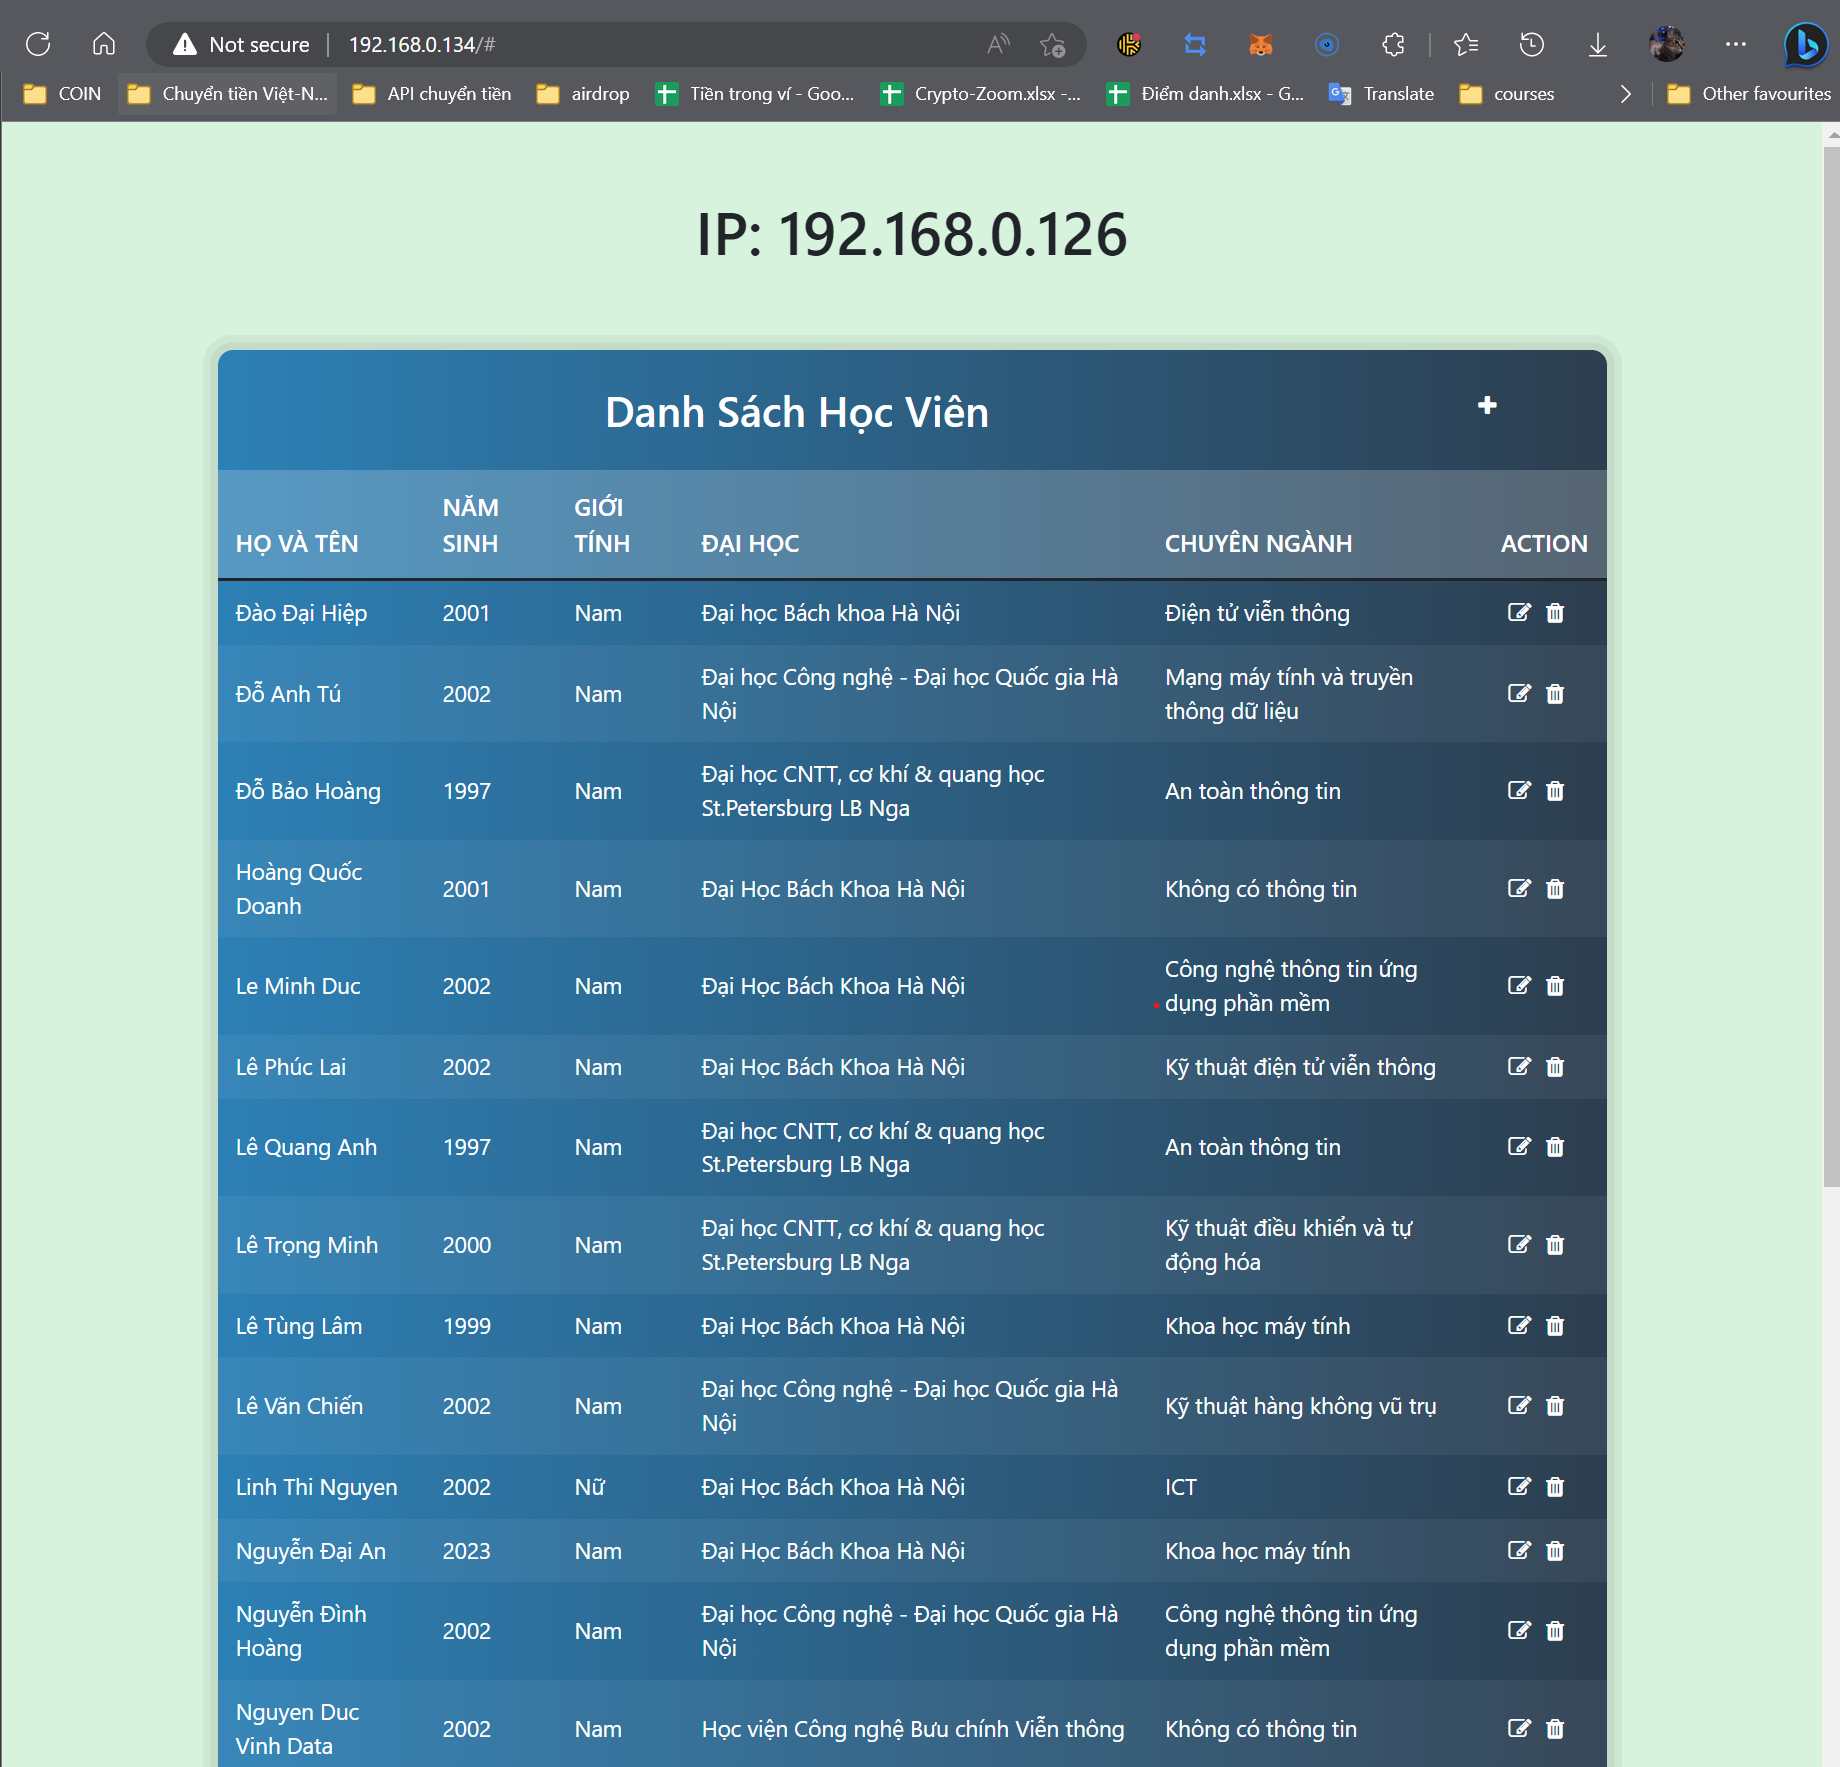 Not secure 192.168.0.134/#
COIN Chuyển tiền Việt-N... API chuyển tiền airdrop Tiền trong ví - Goo... Crypto-Zoom.xlsx -... Điểm danh.xlsx - G... Translate courses Other favourites
IP: 192.168.0.126
Danh Sách Học Viên +
HỌ VÀ TÊN NĂM SINH GIỚI TÍNH ĐẠI HỌC CHUYÊN NGÀNH ACTION
Đào Đại Hiệp 2001 Nam Đại học Bách khoa Hà Nội Điện tử viễn thông
Đỗ Anh Tú 2002 Nam Đại học Công nghệ - Đại học Quốc gia Hà Nội Mạng máy tính và truyền thông dữ liệu
Đỗ Bảo Hoàng 1997 Nam Đại học CNTT, cơ khí & quang học St.Petersburg LB Nga An toàn thông tin
Hoàng Quốc Doanh 2001 Nam Đại Học Bách Khoa Hà Nội Không có thông tin
Le Minh Duc 2002 Nam Đại Học Bách Khoa Hà Nội Công nghệ thông tin ứng dụng phần mềm
Lê Phúc Lai 2002 Nam Đại Học Bách Khoa Hà Nội Kỹ thuật điện tử viễn thông
Lê Quang Anh 1997 Nam Đại học CNTT, cơ khí & quang học St.Petersburg LB Nga An toàn thông tin
Lê Trọng Minh 2000 Nam Đại học CNTT, cơ khí & quang học St.Petersburg LB Nga Kỹ thuật điều khiển và tự động hóa
Lê Tùng Lâm 1999 Nam Đại Học Bách Khoa Hà Nội Khoa học máy tính
Lê Văn Chiến 2002 Nam Đại học Công nghệ - Đại học Quốc gia Hà Nội Kỹ thuật hàng không vũ trụ
Linh Thi Nguyen 2002 Nữ Đại Học Bách Khoa Hà Nội ICT
Nguyễn Đại An 2023 Nam Đại Học Bách Khoa Hà Nội Khoa học máy tính
Nguyễn Đình Hoàng 2002 Nam Đại học Công nghệ - Đại học Quốc gia Hà Nội Công nghệ thông tin ứng dụng phần mềm
Nguyen Duc Vinh Data 2002 Nam Học viện Công nghệ Bưu chính Viễn thông Không có thông tin